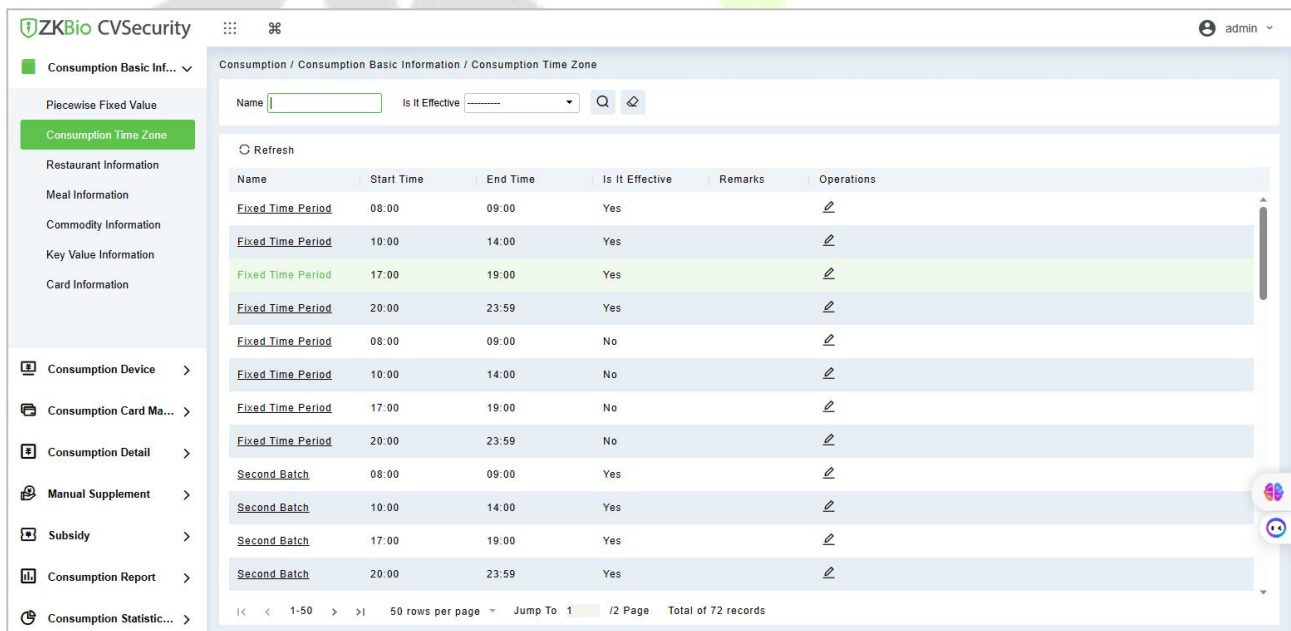 ZKBio CVSecurity
admin
Consumption Basic Inf...
Piecewise Fixed Value
Consumption Time Zone
Restaurant Information
Meal Information
Commodity Information
Key Value Information
Card Information
Consumption Device
Consumption Card Ma...
Consumption Detail
Manual Supplement
Subsidy
Consumption Report
Consumption Statistic...
Consumption / Consumption Basic Information / Consumption Time Zone
Name Is It Effective ----------
Refresh
Name Start Time End Time Is It Effective Remarks Operations
Fixed Time Period 08:00 09:00 Yes
Fixed Time Period 10:00 14:00 Yes
Fixed Time Period 17:00 19:00 Yes
Fixed Time Period 20:00 23:59 Yes
Fixed Time Period 08:00 09:00 No
Fixed Time Period 10:00 14:00 No
Fixed Time Period 17:00 19:00 No
Fixed Time Period 20:00 23:59 No
Second Batch 08:00 09:00 Yes
Second Batch 10:00 14:00 Yes
Second Batch 17:00 19:00 Yes
Second Batch 20:00 23:59 Yes
1-50 50 rows per page Jump To 1 /2 Page Total of 72 records